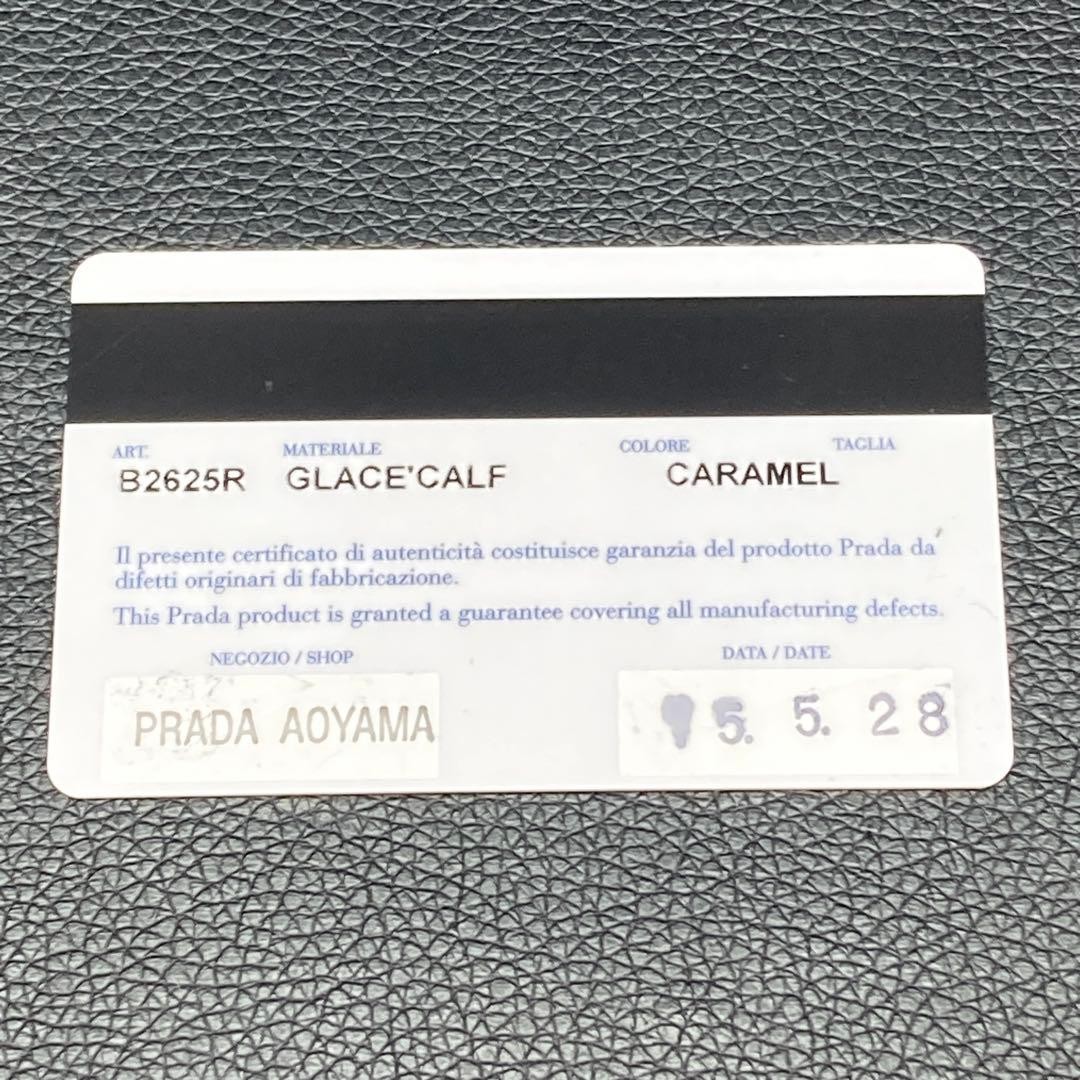 ART. MATERIALE COLORE TAGLIA
B2625R GLACE'CALF CARAMEL
Il presente certificato di autenticità costituisce garanzia del prodotto Prada da
difetti originari di fabbricazione.
This Prada product is granted a guarantee covering all manufacturing defects.
NEGOZIO / SHOP DATA / DATE
PRADA AOYAMA 5. 5. 28